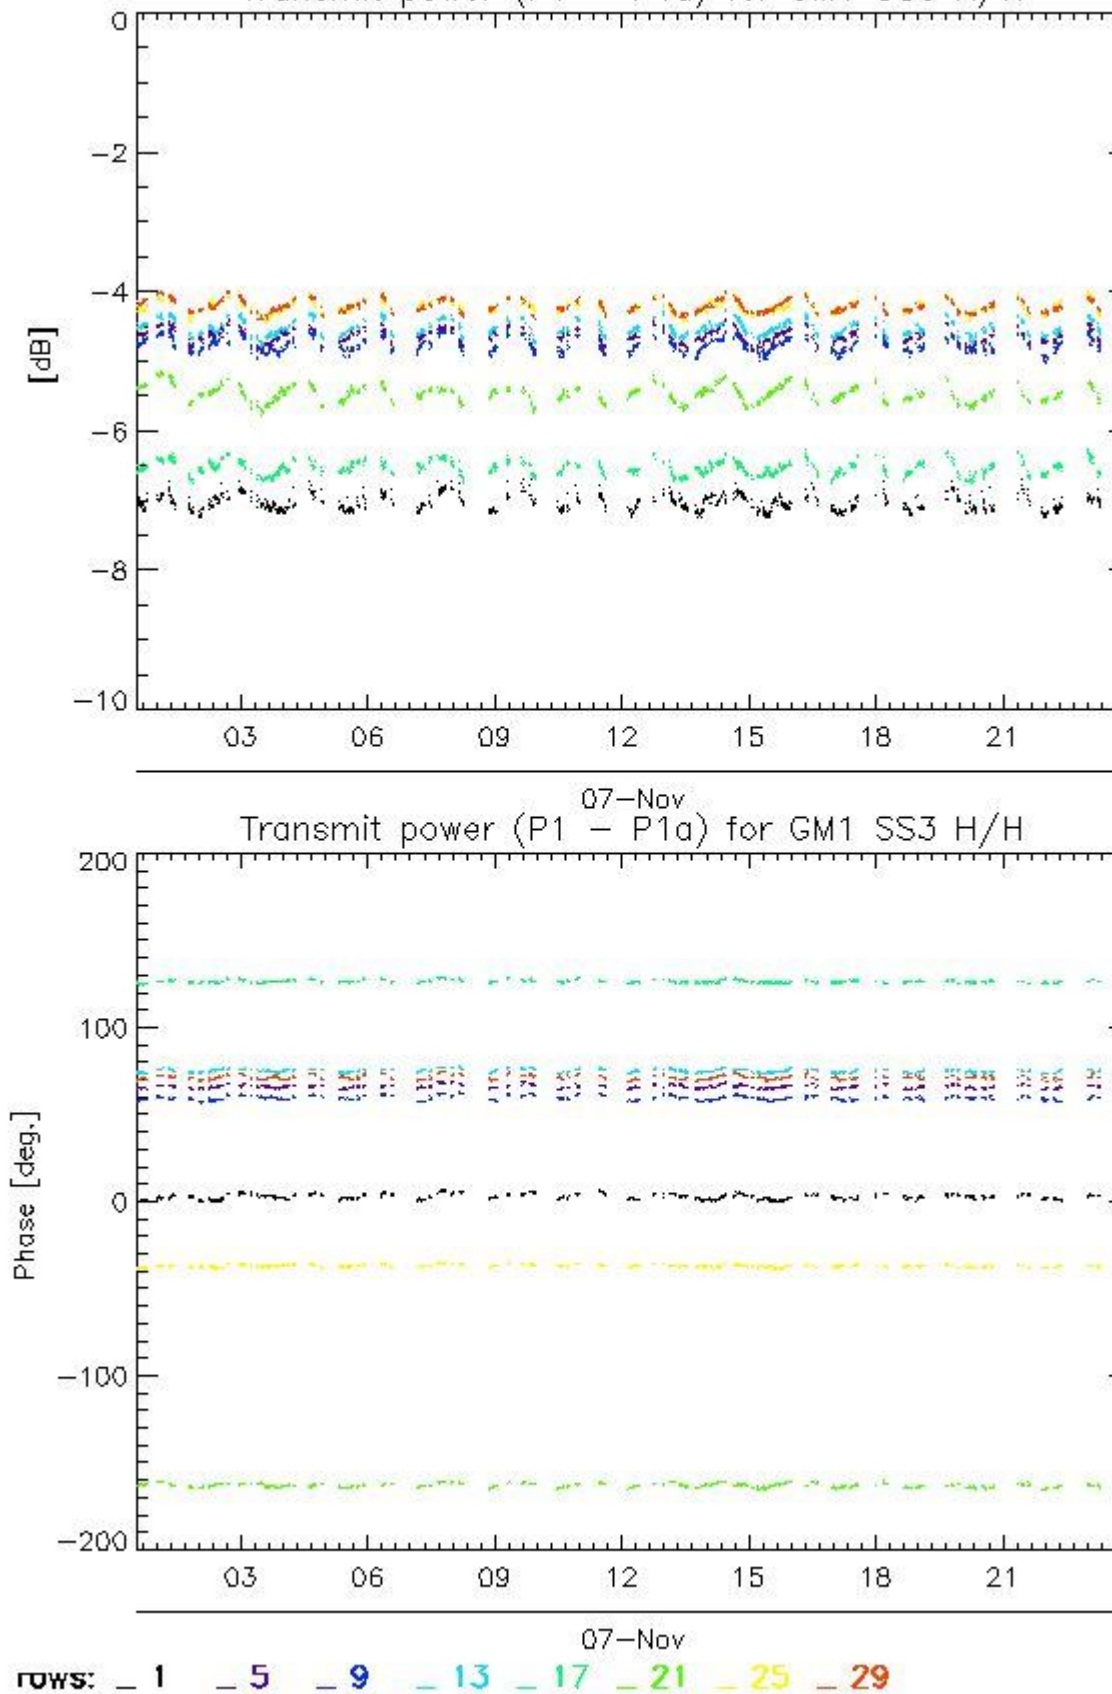 0
-2
-4
[dB]
-6
-8
-10
03 06 09 12 15 18 21
07-Nov
Transmit power (P1 - P1a) for GM1 SS3 H/H
200
100
Phase [deg.]
0
-100
-200
03 06 09 12 15 18 21
07-Nov
rows: _ 1 _ 5 _ 9 _ 13 _ 17 _ 21 _ 25 _ 29